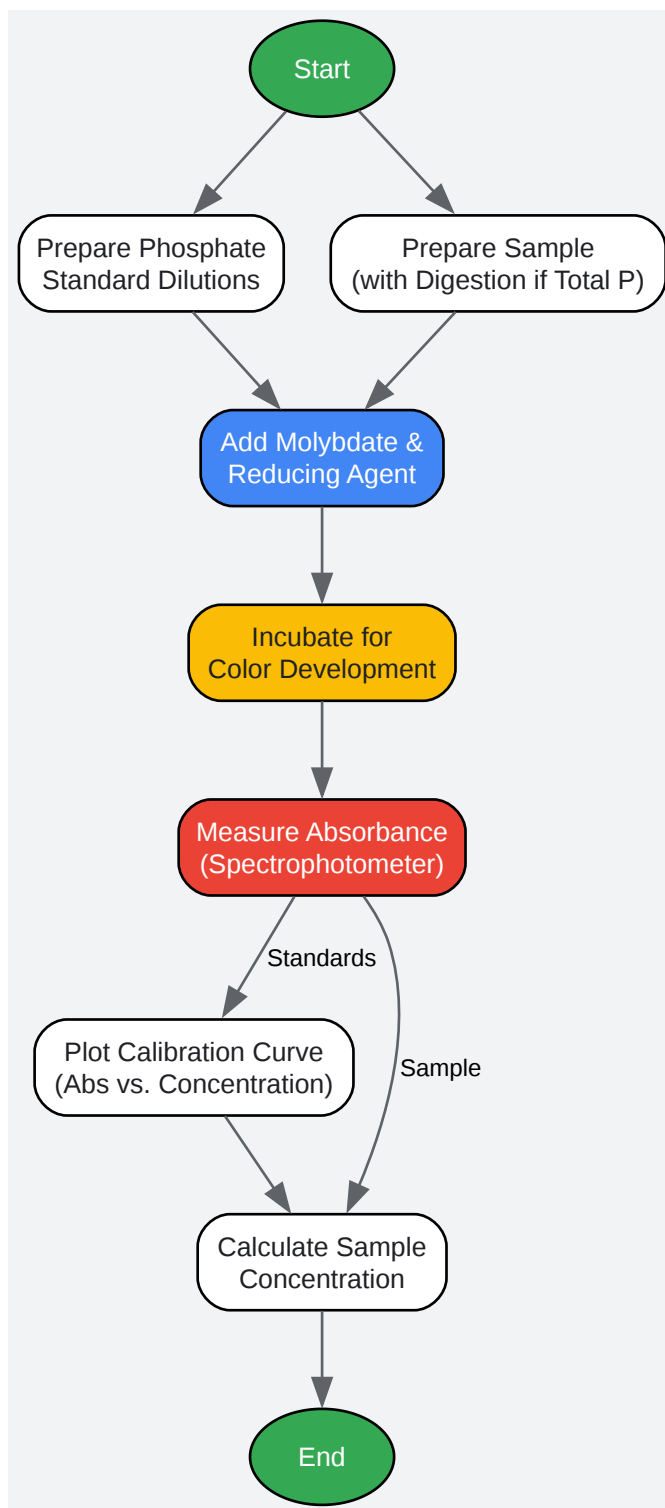 Start
Prepare Phosphate
Standard Dilutions
Prepare Sample
(with Digestion if Total P)
Add Molybdate &
Reducing Agent
Incubate for
Color Development
Measure Absorbance
(Spectrophotometer)
Standards
Plot Calibration Curve
(Abs vs. Concentration)
Sample
Calculate Sample
Concentration
End